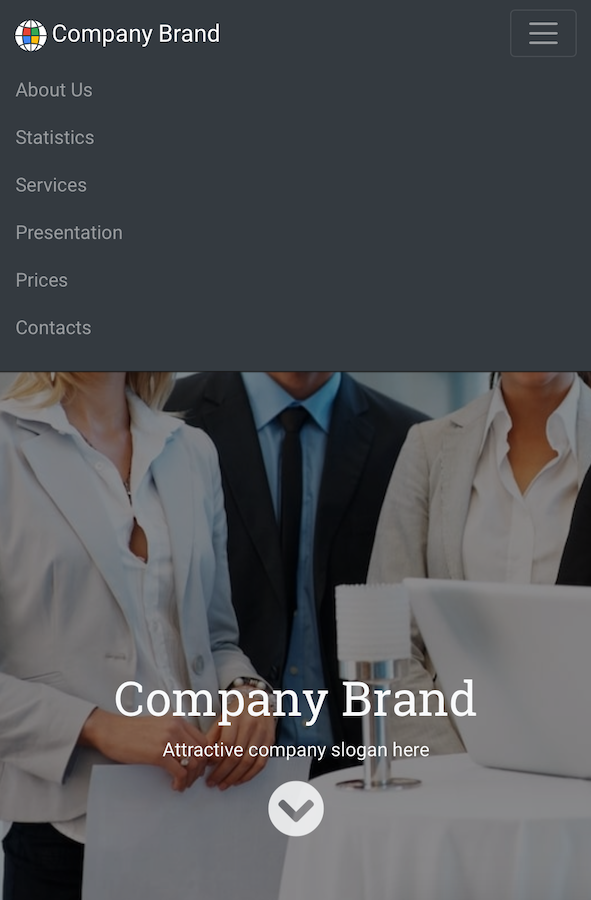 Company Brand
About Us
Statistics
Services
Presentation
Prices
Contacts
Company Brand
Attractive company slogan here